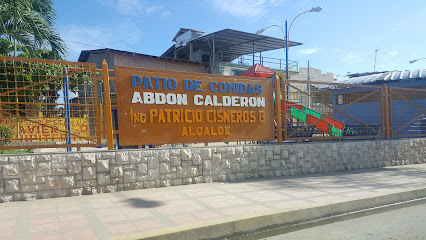 PATIO DE COMIDAS
ABDON CALDERON
ING PATRICIO CISNEROS G
ALCALDE